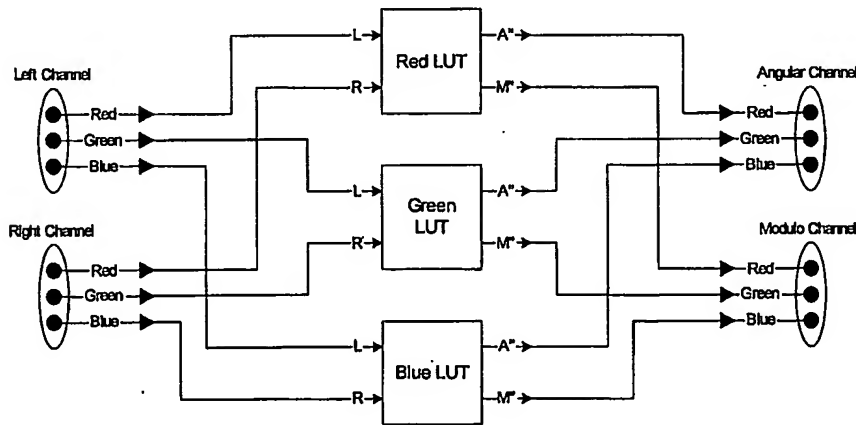 L
A"
Red LUT
Left Channel
Angular Channel
R
M"
Red
Red
Green
Green
Blue
Blue
L
A"
Green
LUT
Right Channel
Modulo Channel
R'
M"
Red
Red
Green
Green
Blue
Blue
L
A"
Blue LUT
R
M"